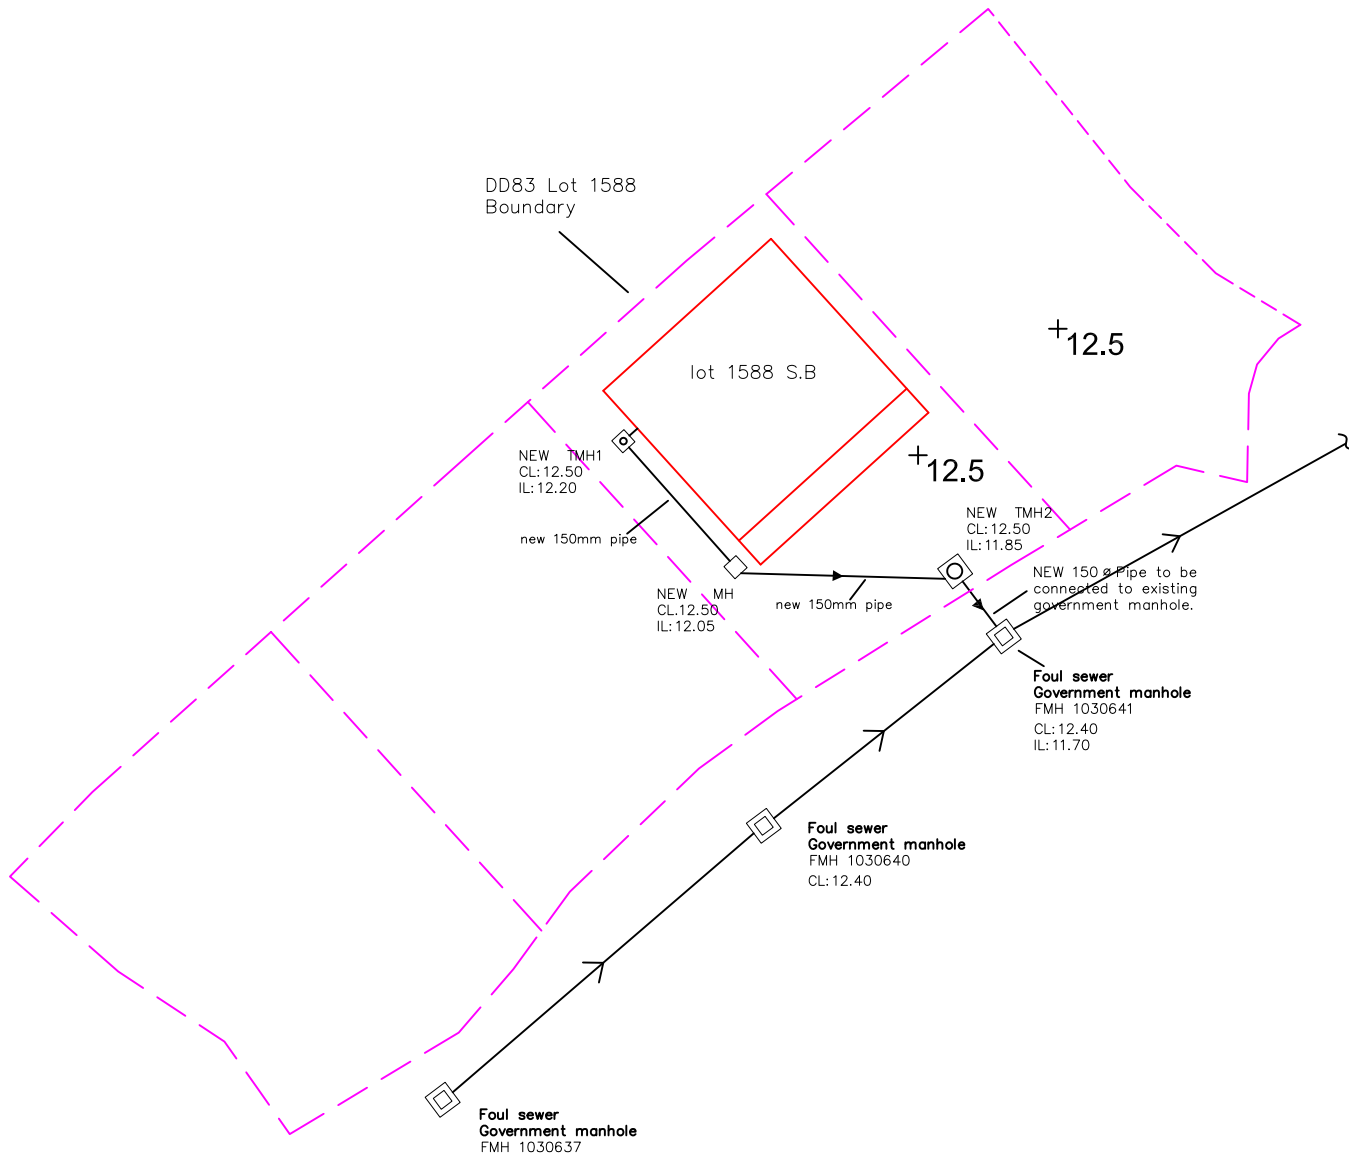 DD83 Lot 1588
Boundary
+12.5
lot 1588 S.B
NEW TMH1
CL:12.50
IL:12.20
+12.5
new 150mm pipe
NEW TMH2
CL:12.50
IL:11.85
NEW 150 ø Pipe to be
connected to existing
government manhole.
NEW MH
CL.12.50
IL:12.05
new 150mm pipe
Foul sewer
Government manhole
FMH 1030641
CL:12.40
IL:11.70
Foul sewer
Government manhole
FMH 1030640
CL:12.40
Foul sewer
Government manhole
FMH 1030637